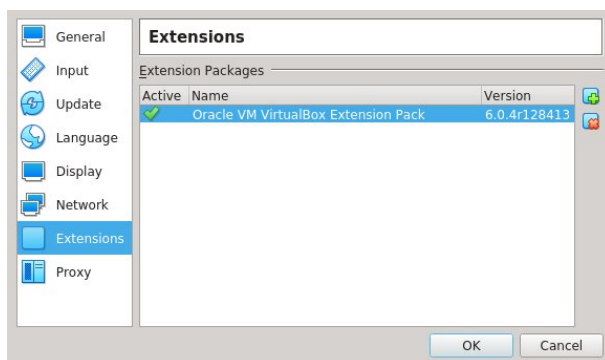 General
Input
Update
Language
Display
Network
Extensions
Proxy
Extensions
Extension Packages
Active Name Version
Oracle VM VirtualBox Extension Pack 6.0.4r128413
OK Cancel